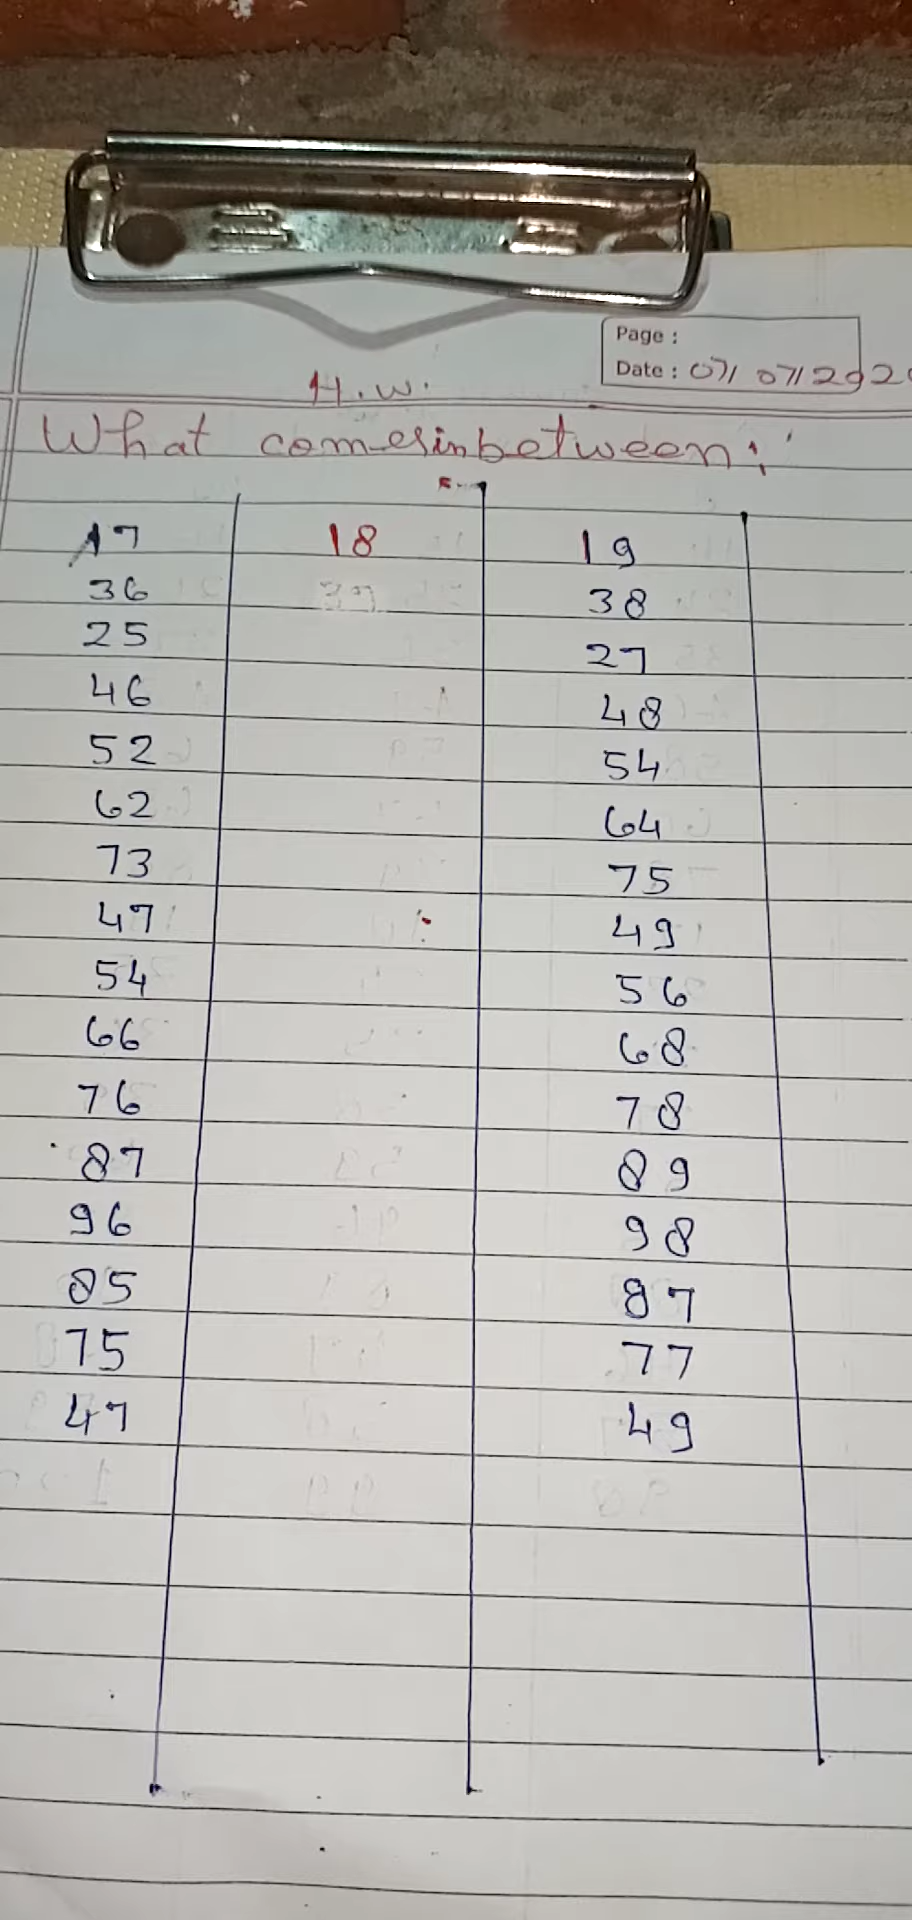 Page :
Date : 07/ 07/ 202
H.W.
What comes in between:
17 18 19
36 37 38
25 27
46 48
52 54
62 64
73 75
47 49
54 56
66 68
76 78
87 89
96 98
85 87
75 77
47 49